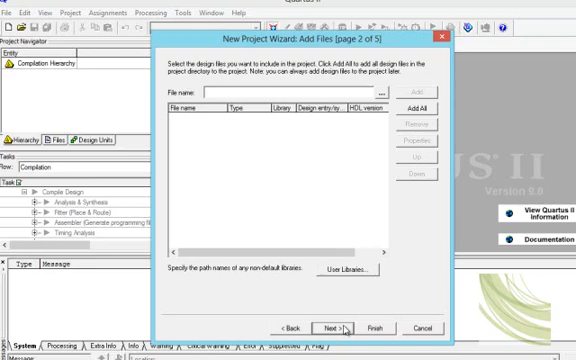 Quartus II
File Edit View Project Assignments Processing Tools Window Help
Project Navigator
Entity
Compilation Hierarchy
Hierarchy Files Design Units
Tasks
Flow: Compilation
Task
Compile Design
Analysis & Synthesis
Fitter (Place & Route)
Assembler (Generate programming fi
Timing Analysis
New Project Wizard: Add Files [page 2 of 5]
Select the design files you want to include in the project. Click Add All to add all design files in the
project directory to the project. Note: you can always add design files to the project later.
File name: ... Add
File name Type Library Design entry/sy... HDL version
Add All
Remove
Properties
Up
Down
Specify the path names of any non-default libraries. User Libraries...
< Back Next > Finish Cancel
US II
Version 9.0
View Quartus II
Information
Documentation
Type Message
System Processing Extra Info Info Warning Critical Warning Error Suppressed Flag
Message: Location: